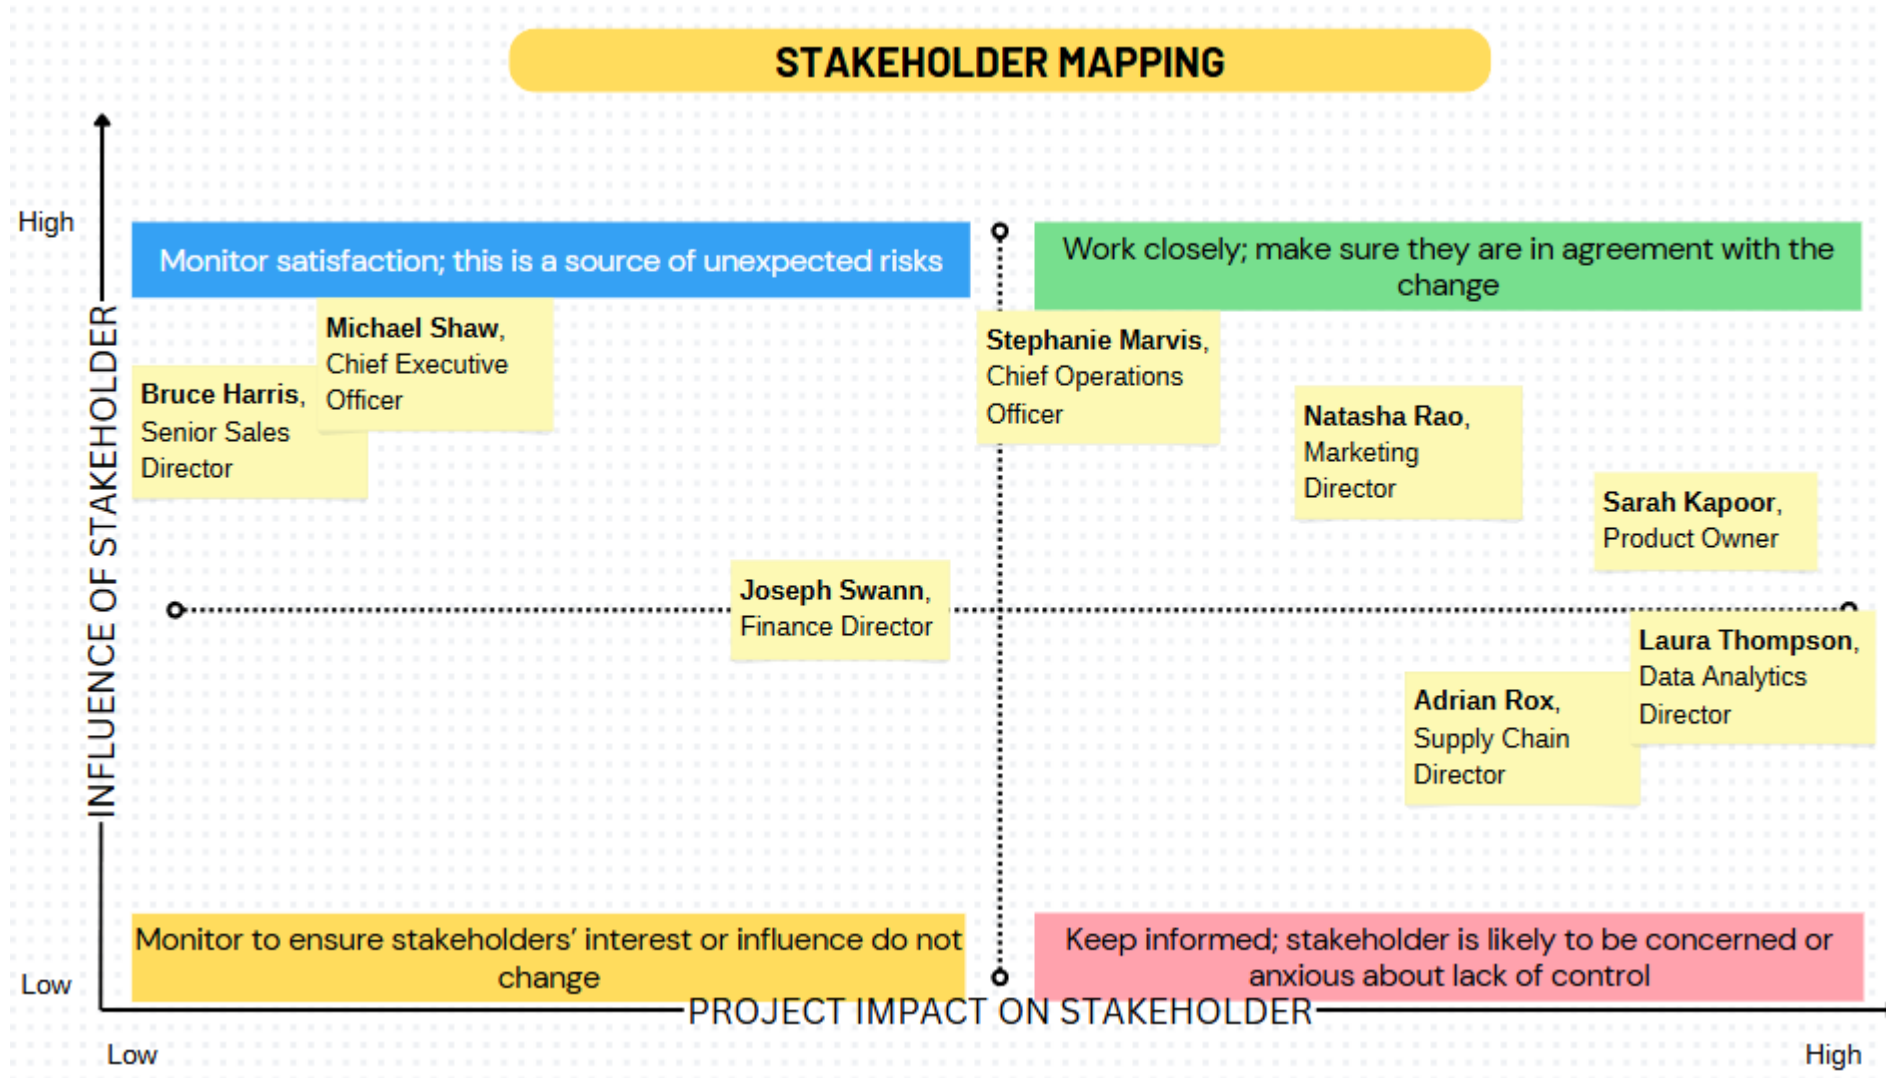 STAKEHOLDER MAPPING
High
INFLUENCE OF STAKEHOLDER
Monitor satisfaction; this is a source of unexpected risks
Work closely; make sure they are in agreement with the
change
Michael Shaw,
Chief Executive
Officer
Bruce Harris,
Senior Sales
Director
Stephanie Marvis,
Chief Operations
Officer
Natasha Rao,
Marketing
Director
Sarah Kapoor,
Product Owner
Joseph Swann,
Finance Director
Laura Thompson,
Data Analytics
Director
Adrian Rox,
Supply Chain
Director
Monitor to ensure stakeholders’ interest or influence do not
change
Keep informed; stakeholder is likely to be concerned or
anxious about lack of control
Low
PROJECT IMPACT ON STAKEHOLDER
Low
High